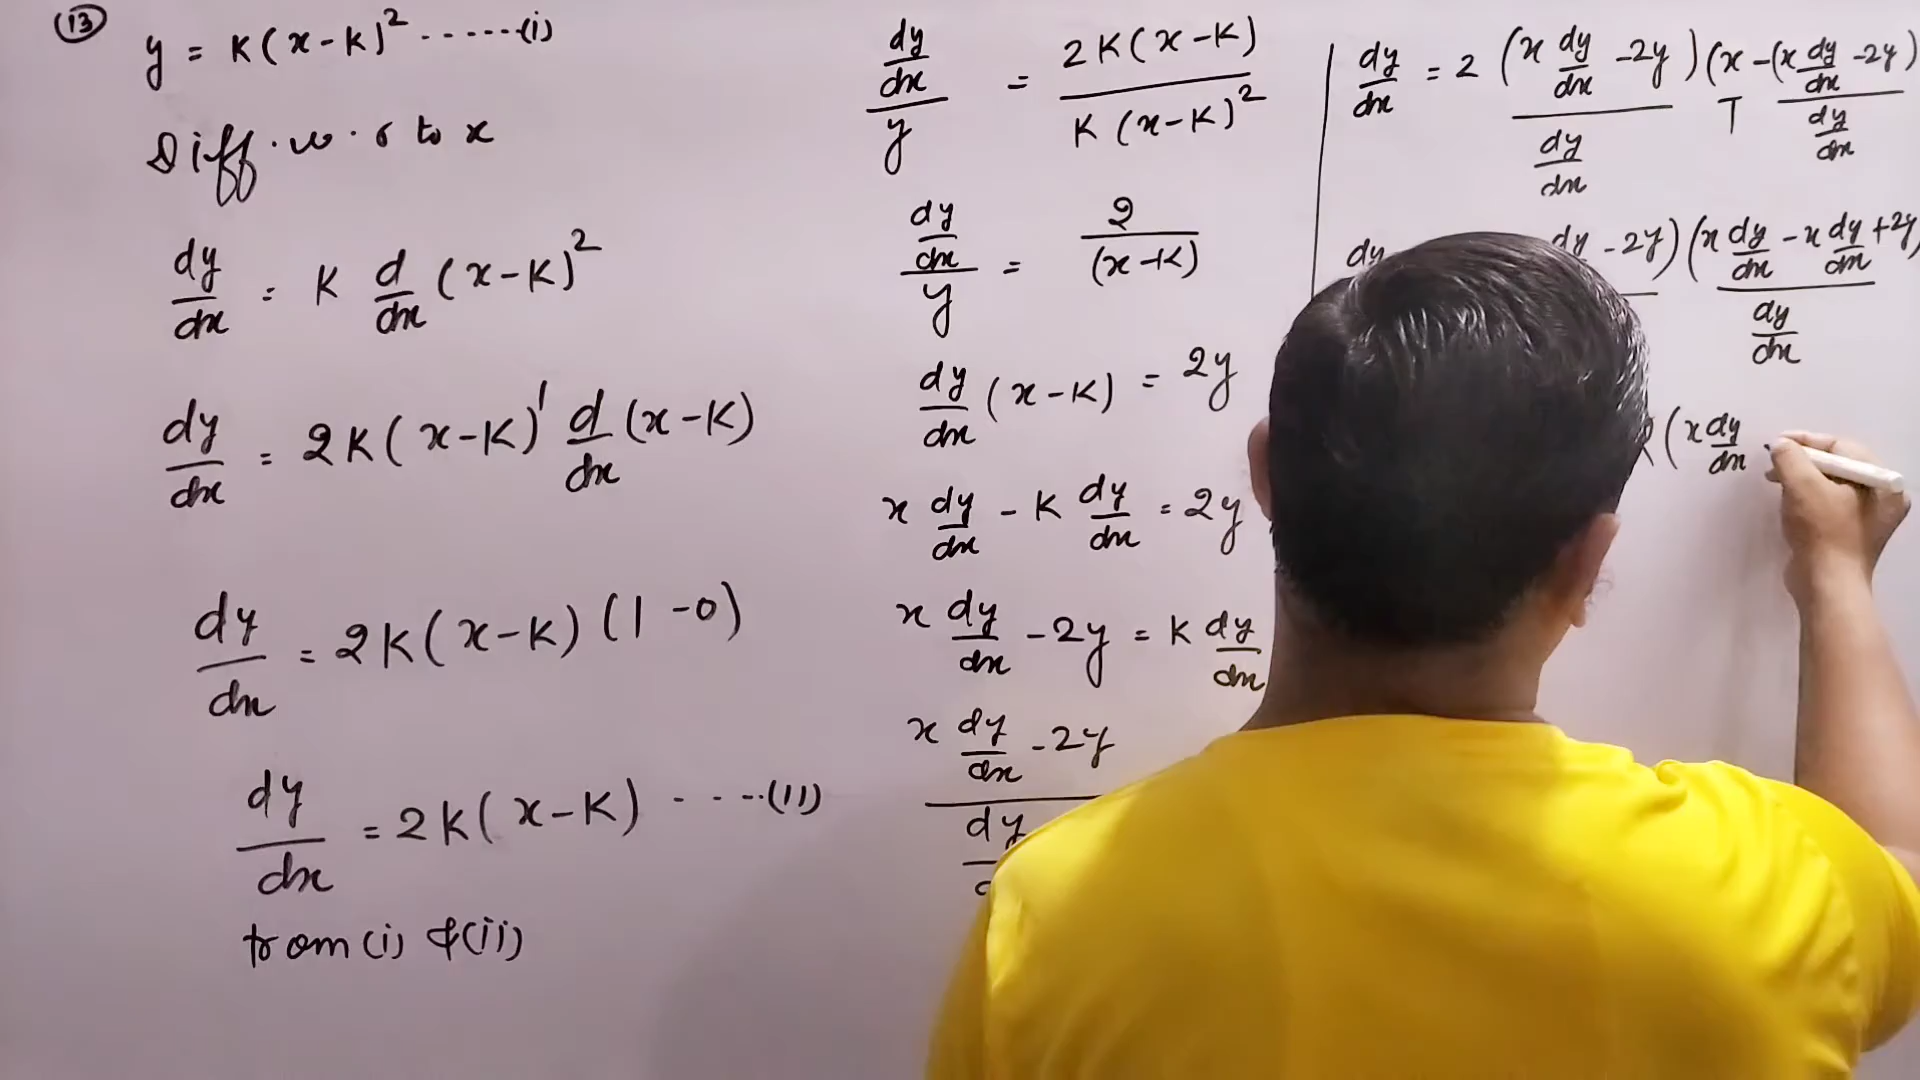 (13) y = K(x-K)² ......(i)
Diff. w.r to x
dy/dx = K d/dx (x-K)²
dy/dx = 2K(x-K)¹ d/dx (x-K)
dy/dx = 2K(x-K)(1-0)
dy/dx = 2K(x-K) ....(ii)
from (i) & (ii)
(dy/dx)/y = 2K(x-K)/K(x-K)²
(dy/dx)/y = 2/(x-K)
dy/dx (x-K) = 2y
x dy/dx - K dy/dx = 2y
x dy/dx - 2y = K dy/dx
x dy/dx - 2y
dy
dy/dx = 2 (x dy/dx - 2y)/(dy/dx) (x - (x dy/dx - 2y)/(dy/dx)
dy - 2y) (x dy/dx - x dy/dx + 2y)/(dy/dx)
(x dy/dx